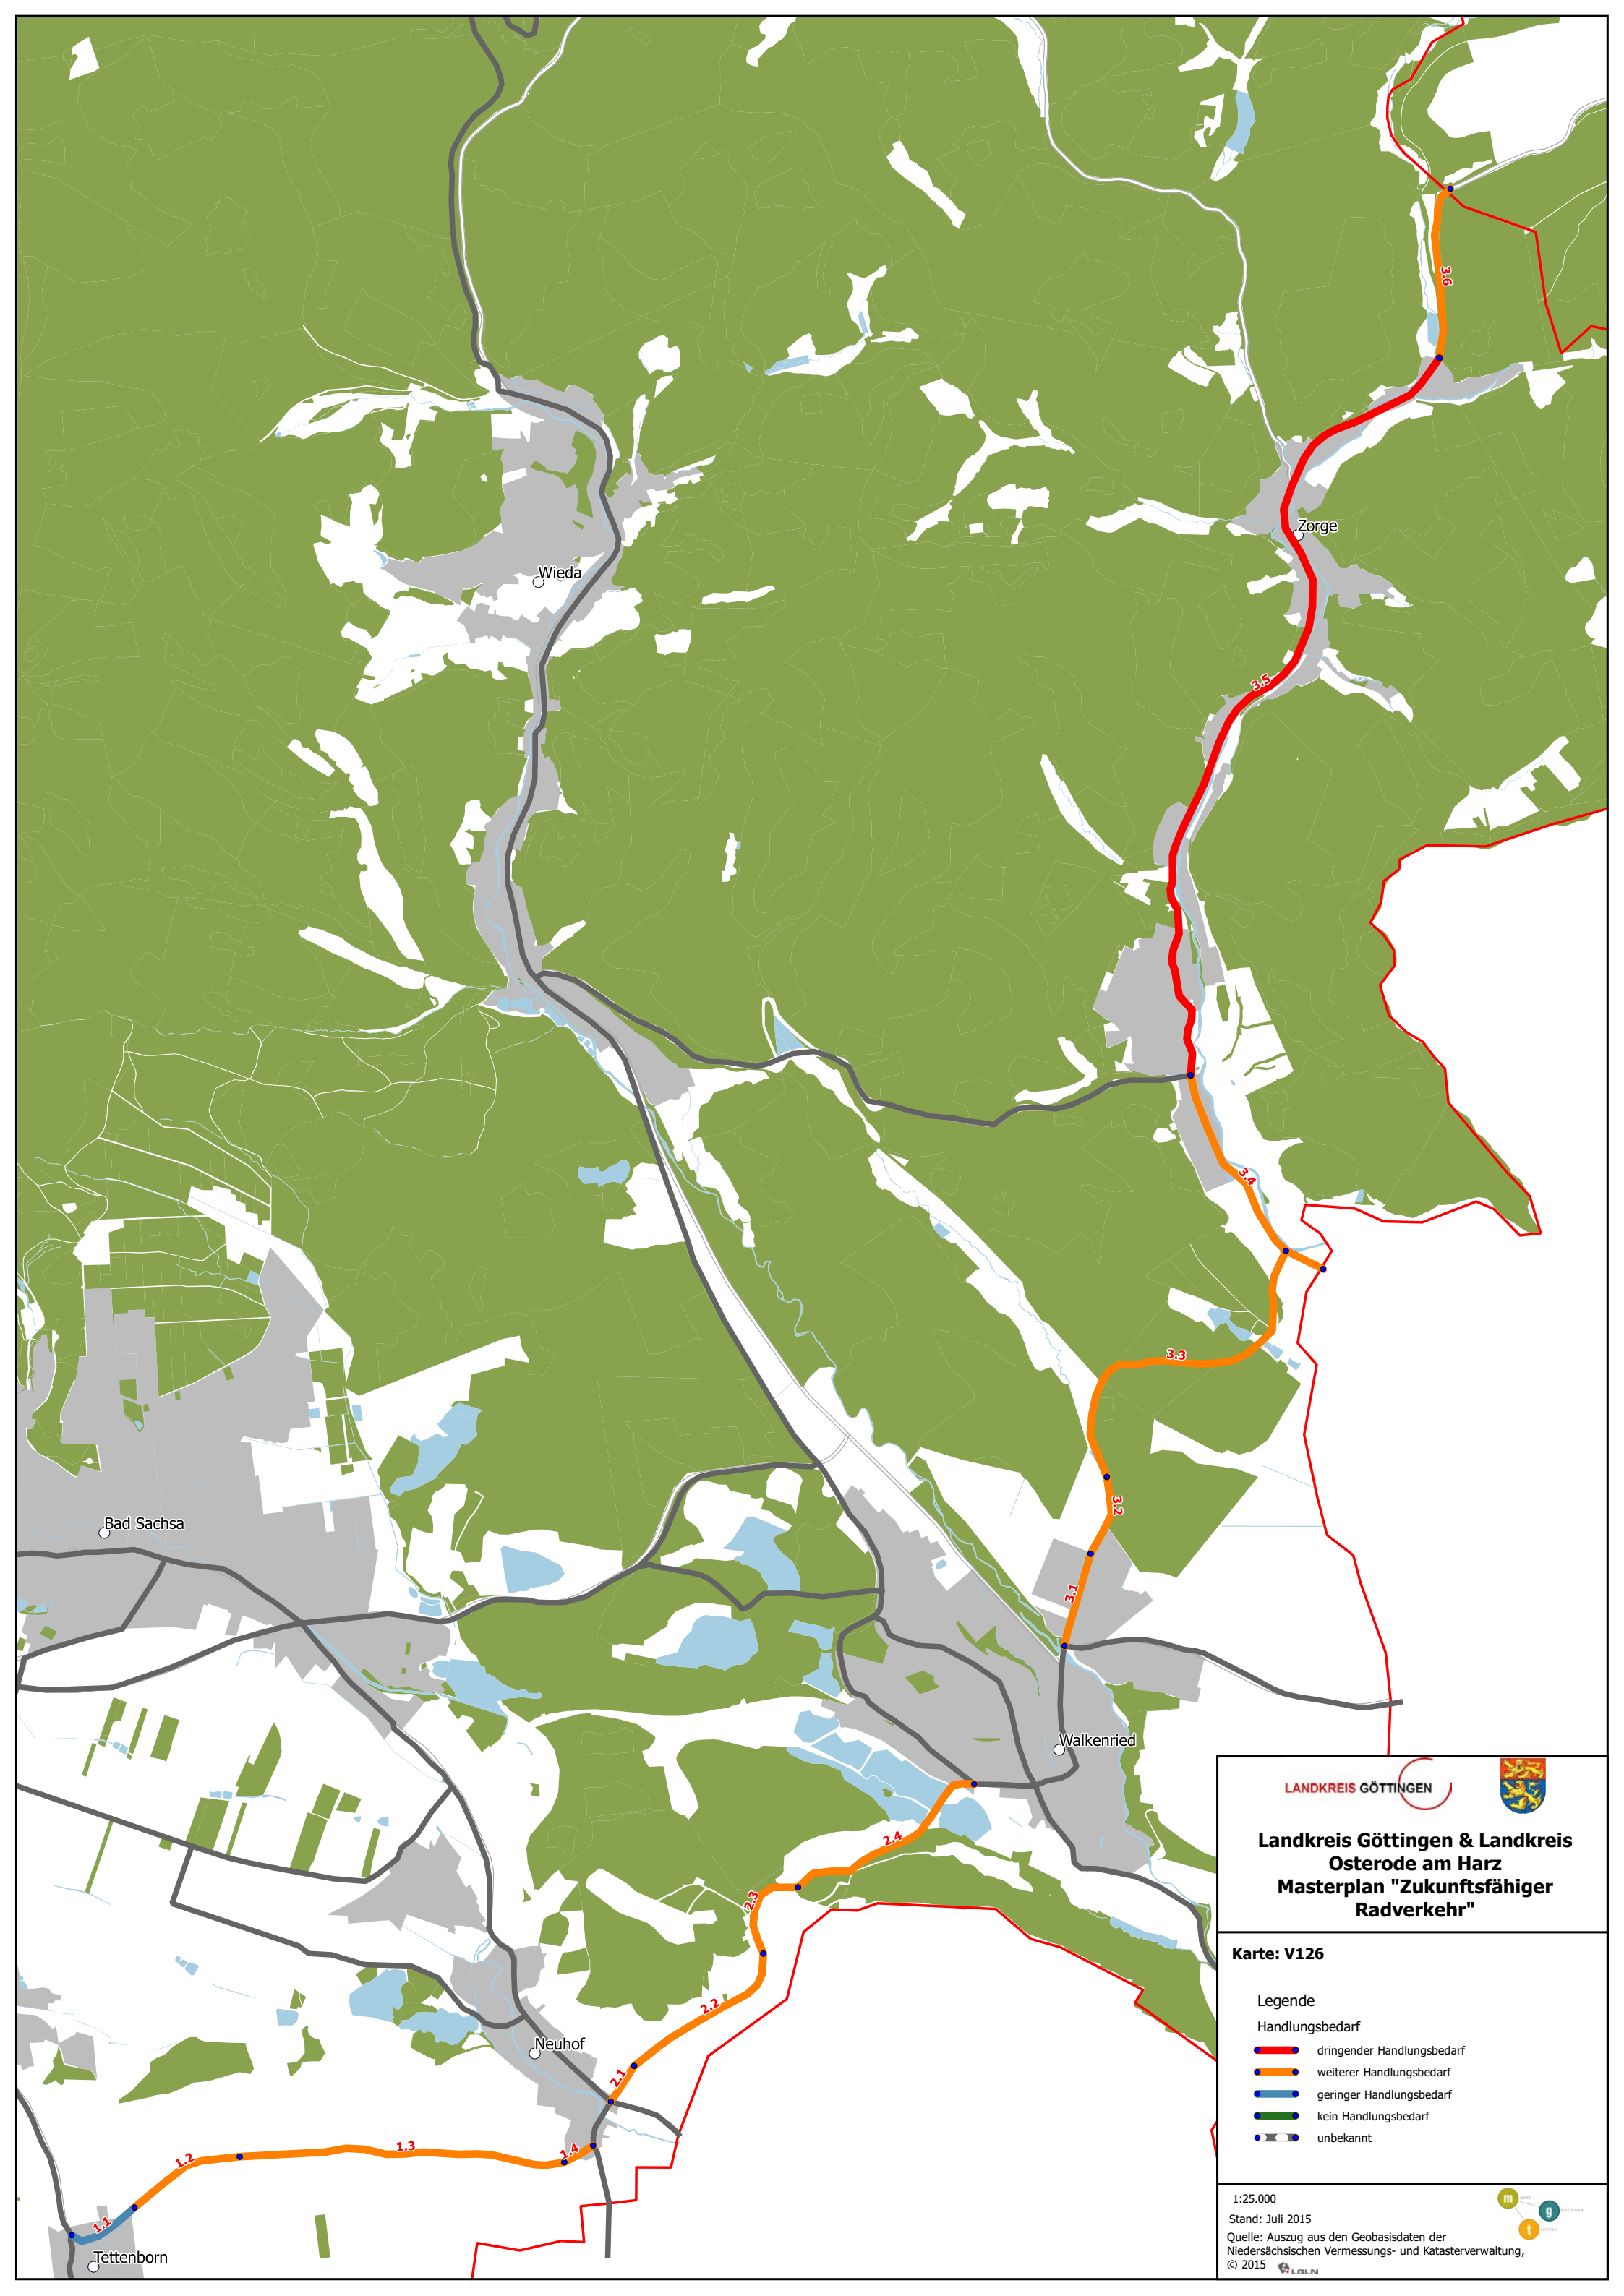 3.6
Zorge
Wieda
3.5
3.4
3.3
3.2
Bad Sachsa
3.1
Walkenried
2.4
2.3
2.2
Neuhof
2.1
1.4
1.3
1.2
1.1
Tettenborn
LANDKREIS GÖTTINGEN
Landkreis Göttingen & Landkreis
Osterode am Harz
Masterplan "Zukunftsfähiger
Radverkehr"
Karte: V126
Legende
Handlungsbedarf
dringender Handlungsbedarf
weiterer Handlungsbedarf
geringer Handlungsbedarf
kein Handlungsbedarf
unbekannt
1:25.000
Stand: Juli 2015
m
g
t
Quelle: Auszug aus den Geobasisdaten der
Niedersächsischen Vermessungs- und Katasterverwaltung,
© 2015 LGLN